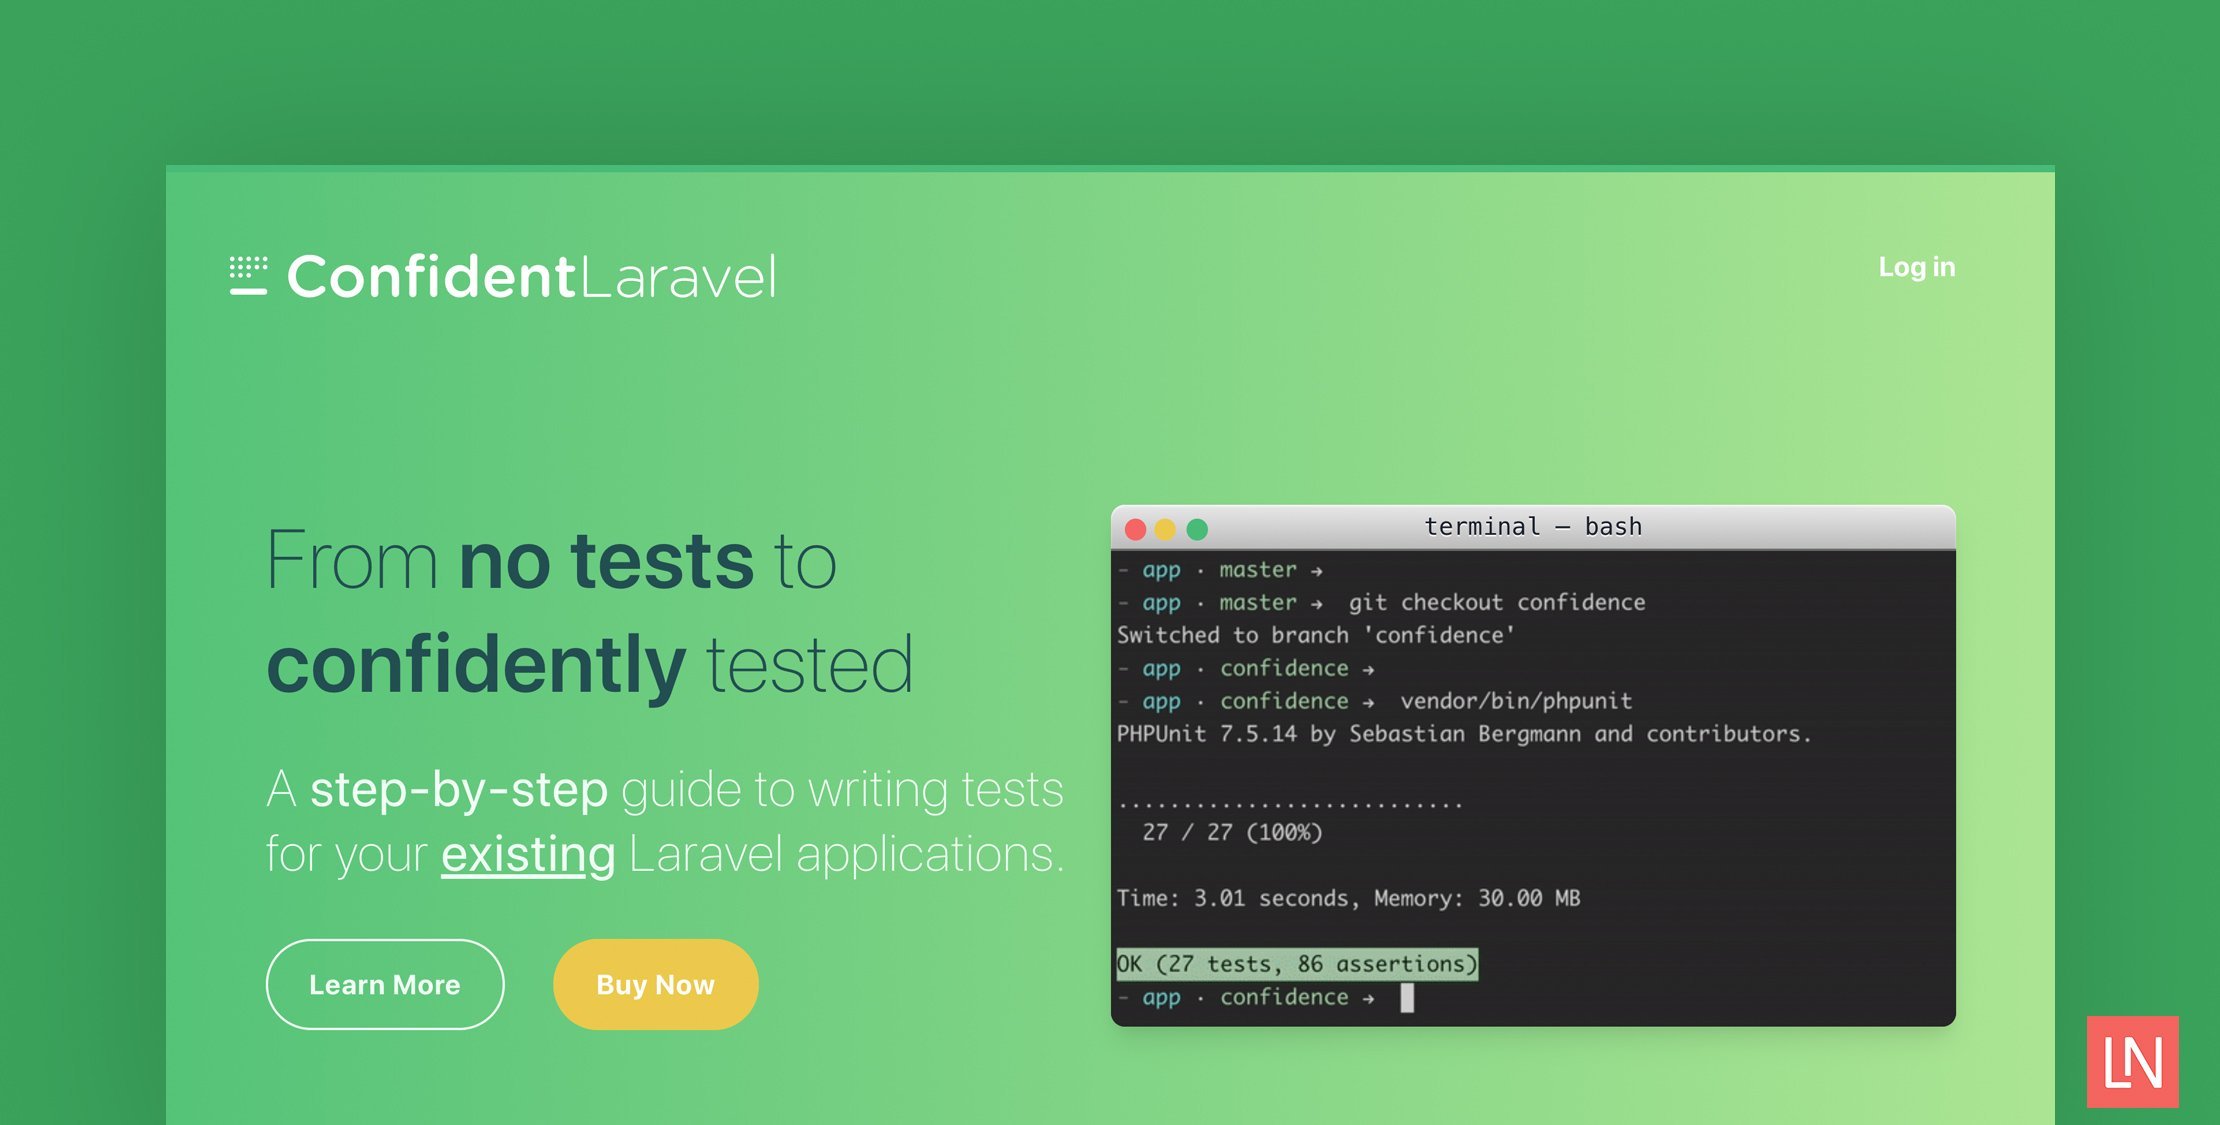 ConfidentLaravel
Log in
From no tests to
confidently tested
A step-by-step guide to writing tests
for your existing Laravel applications.
Learn More
Buy Now
terminal — bash
- app · master →
- app · master → git checkout confidence
Switched to branch 'confidence'
- app · confidence →
- app · confidence → vendor/bin/phpunit
PHPUnit 7.5.14 by Sebastian Bergmann and contributors.
...........................
27 / 27 (100%)
Time: 3.01 seconds, Memory: 30.00 MB
OK (27 tests, 86 assertions)
- app · confidence →
LN